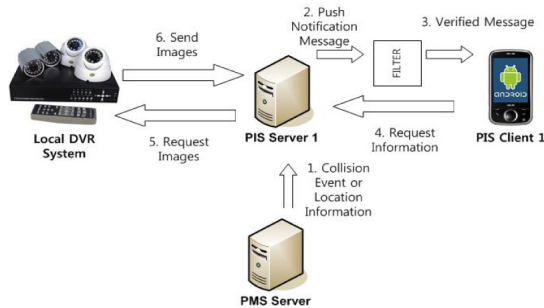 6. Send
Images
2. Push
Notification
Message
3. Verified Message
FILTER
ANDROID
Local DVR
System
5. Request
Images
PIS Server 1
4. Request
Information
PIS Client 1
1. Collision
Event or
Location
Information
PMS Server